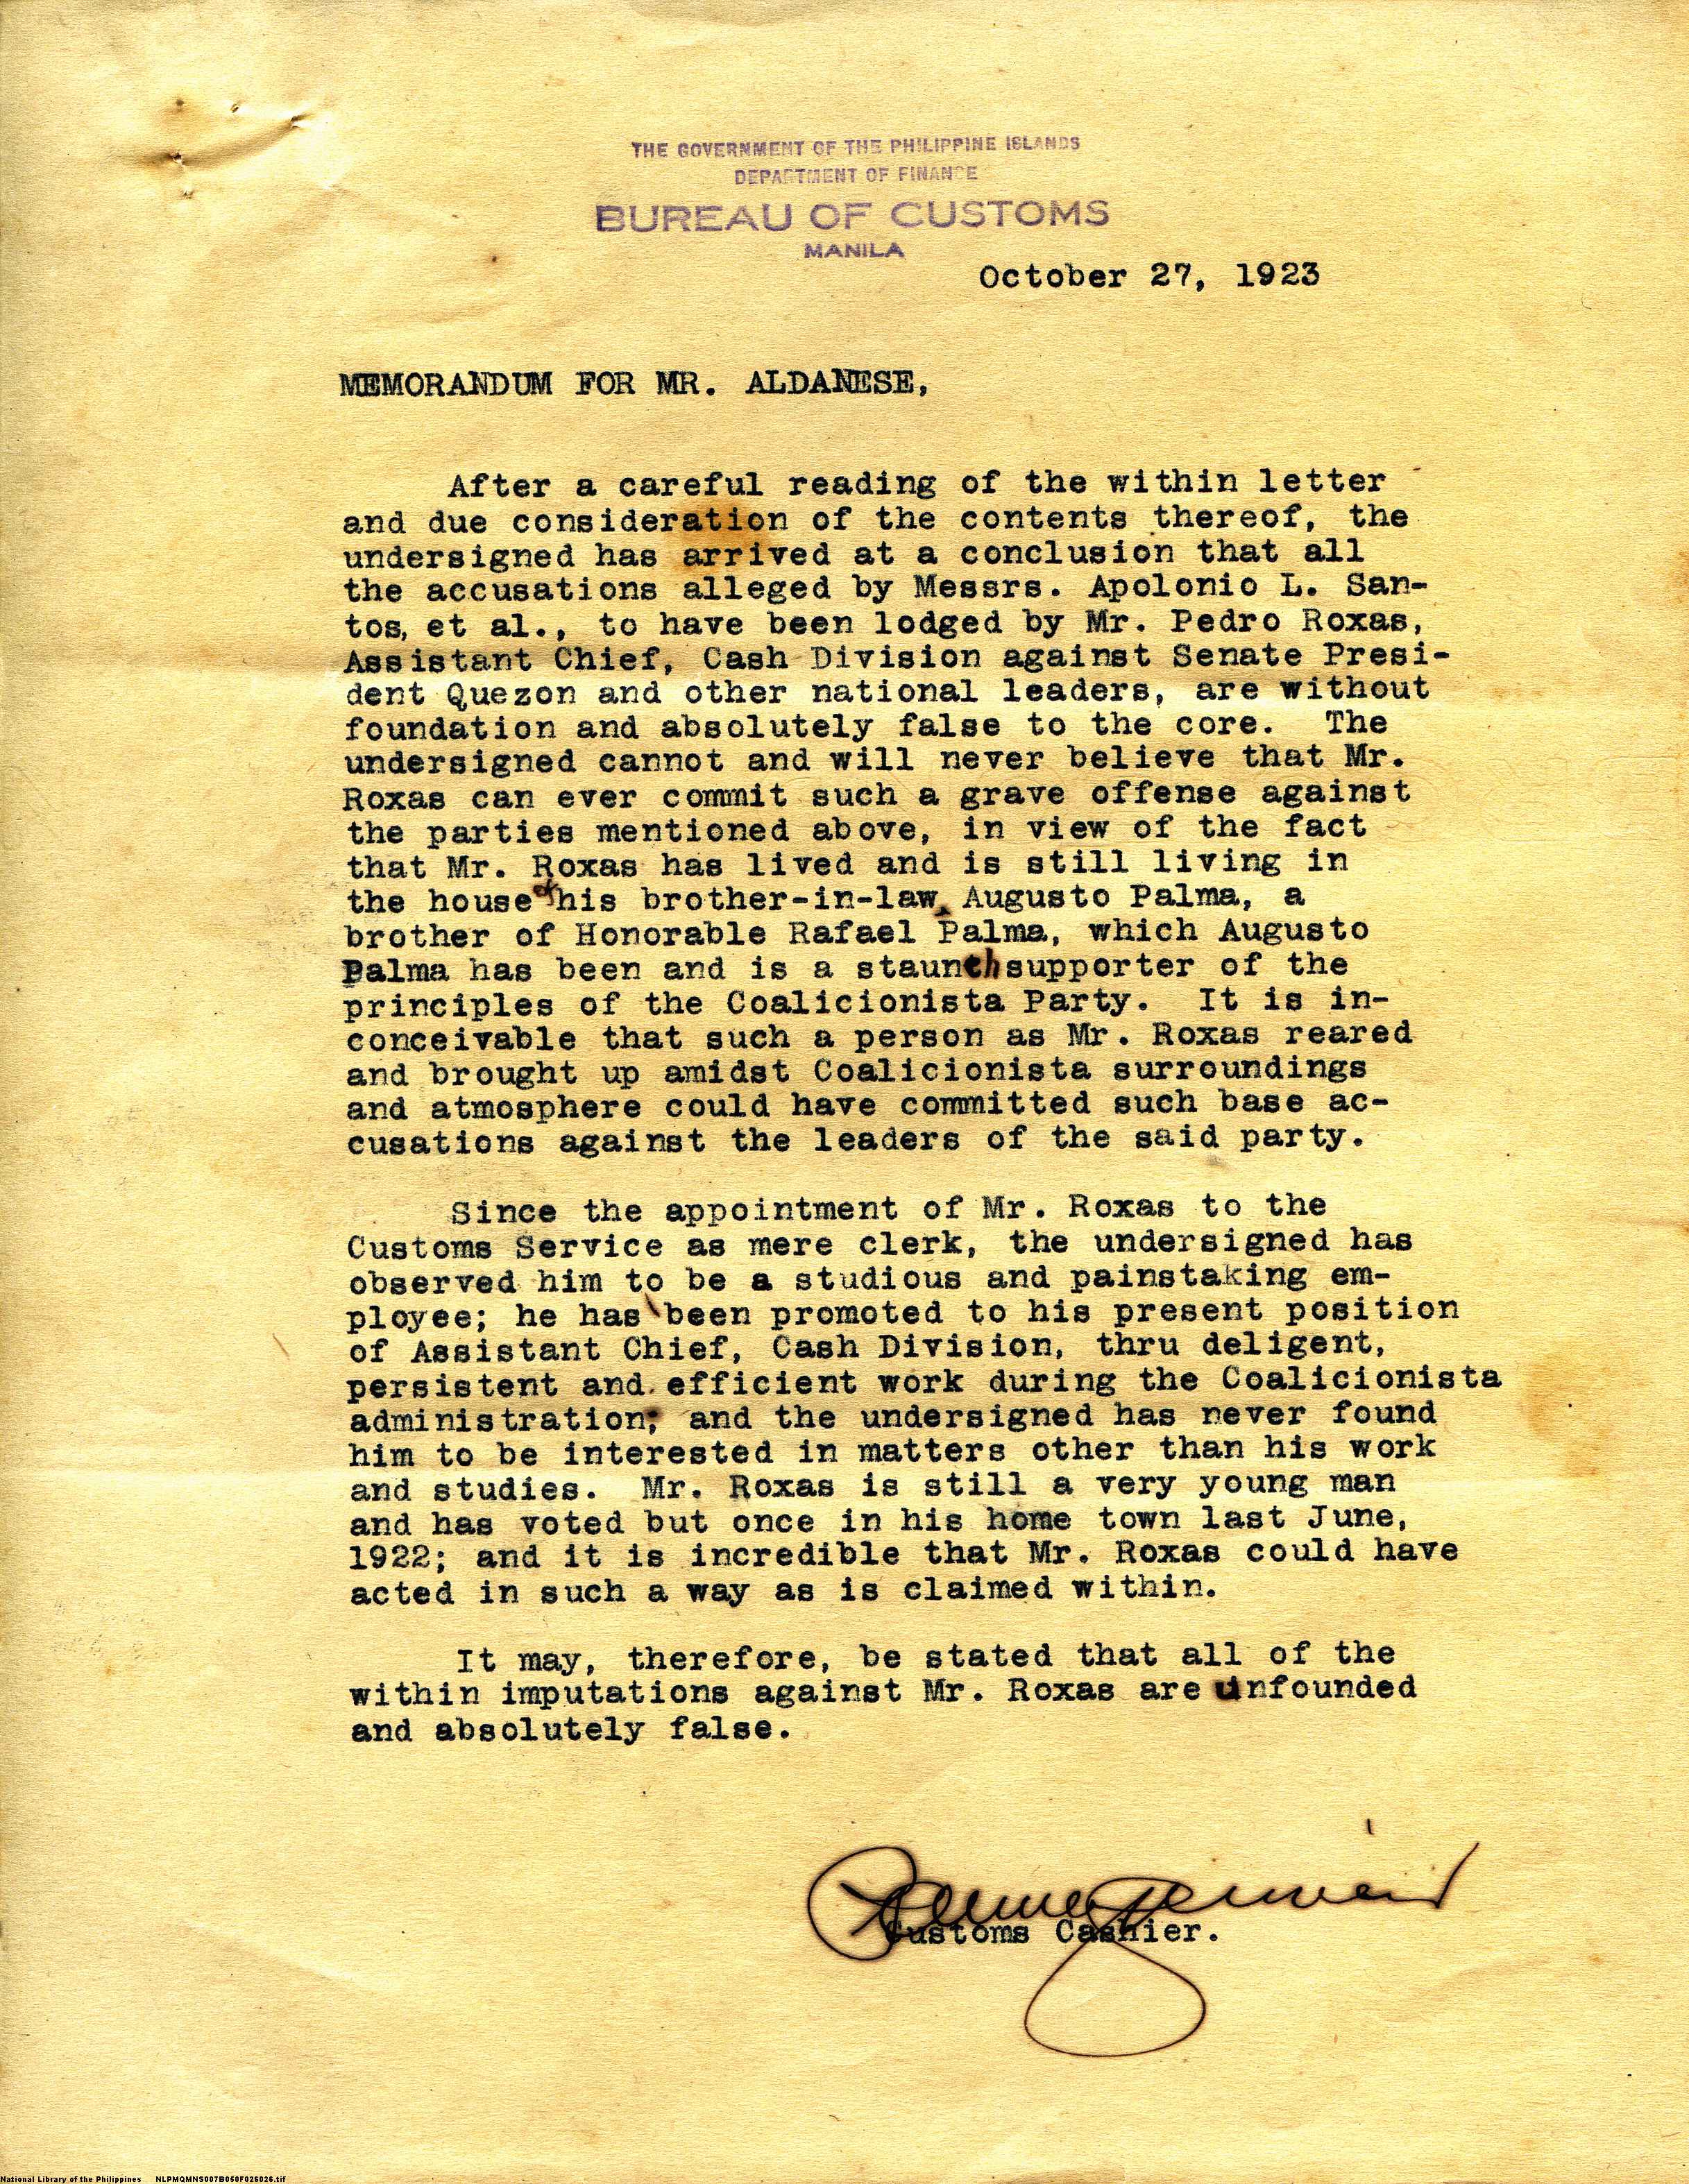 THE GOVERNMENT OF THE PHILIPPINE ISLANDS
DEPARTMENT OF FINANCE
BUREAU OF CUSTOMS
MANILA
October 27, 1923
MEMORANDUM FOR MR. ALDANESE,
After a careful reading of the within letter
and due consideration of the contents thereof, the
undersigned has arrived at a conclusion that all
the accusations alleged by Messrs. Apolonio L. San-
tos, et al., to have been lodged by Mr. Pedro Roxas,
Assistant Chief, Cash Division against Senate Presi-
dent Quezon and other national leaders, are without
foundation and absolutely false to the core. The
undersigned cannot and will never believe that Mr.
Roxas can ever commit such a grave offense against
the parties mentioned above, in view of the fact
that Mr. Roxas has lived and is still living in
the house of his brother-in-law, Augusto Palma, a
brother of Honorable Rafael Palma, which Augusto
Palma has been and is a staunch supporter of the
principles of the Coalicionista Party. It is in-
conceivable that such a person as Mr. Roxas reared
and brought up amidst Coalicionista surroundings
and atmosphere could have committed such base ac-
cusations against the leaders of the said party.
Since the appointment of Mr. Roxas to the
Customs Service as mere clerk, the undersigned has
observed him to be a studious and painstaking em-
ployee; he has been promoted to his present position
of Assistant Chief, Cash Division, thru deligent,
persistent and efficient work during the Coalicionista
administration; and the undersigned has never found
him to be interested in matters other than his work
and studies. Mr. Roxas is still a very young man
and has voted but once in his home town last June,
1922; and it is incredible that Mr. Roxas could have
acted in such a way as is claimed within.
It may, therefore, be stated that all of the
within imputations against Mr. Roxas are unfounded
and absolutely false.
Customs Cashier.
National Library of the Philippines NLPMQMNS007B050F026026.tif